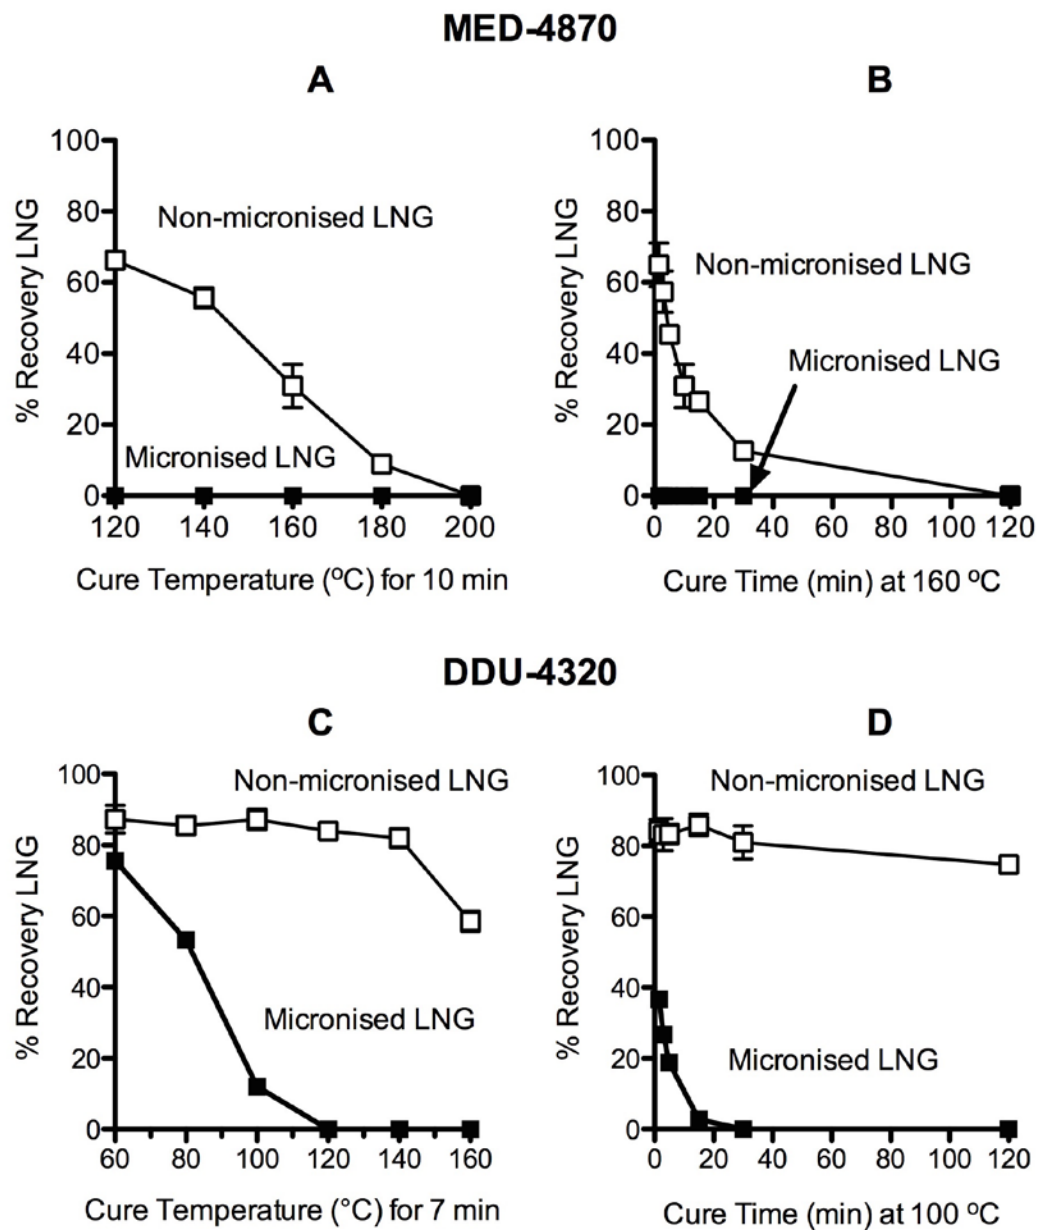 MED-4870
A
100
80
60
40
20
0
% Recovery LNG
Non-micronised LNG
Micronised LNG
120 140 160 180 200
Cure Temperature (ºC) for 10 min
B
100
80
60
40
20
0
% Recovery LNG
Non-micronised LNG
Micronised LNG
0 20 40 60 80 100 120
Cure Time (min) at 160 ºC
DDU-4320
C
100
80
60
40
20
0
% Recovery LNG
Non-micronised LNG
Micronised LNG
60 80 100 120 140 160
Cure Temperature (°C) for 7 min
D
100
80
60
40
20
0
% Recovery LNG
Non-micronised LNG
Micronised LNG
0 20 40 60 80 100 120
Cure Time (min) at 100 ºC